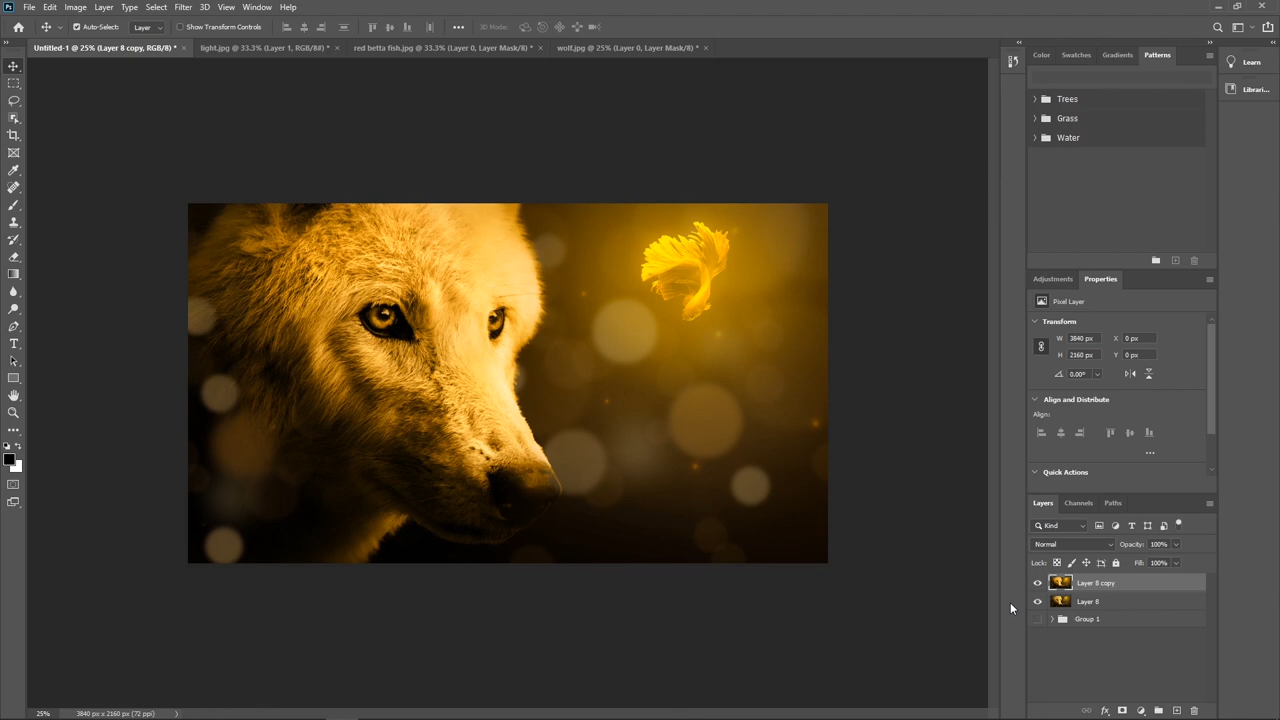 Ps File Edit Image Layer Type Select Filter 3D View Window Help
Auto-Select: Layer Show Transform Controls 3D Mode:
Untitled-1 @ 25% (Layer 8 copy, RGB/8) * × light.jpg @ 33.3% (Layer 1, RGB/8#) * × red betta fish.jpg @ 33.3% (Layer 0, Layer Mask/8) * × wolf.jpg @ 25% (Layer 0, Layer Mask/8) * ×
Color Swatches Gradients Patterns
Learn
Librari...
Trees
Grass
Water
Adjustments Properties
Pixel Layer
Transform
W 3840 px X 0 px
H 2160 px Y 0 px
0.00°
Align and Distribute
Align:
Quick Actions
Layers Channels Paths
Kind
Normal Opacity: 100%
Lock: Fill: 100%
Layer 8 copy
Layer 8
Group 1
25% 3840 px x 2160 px (72 ppi)
fx